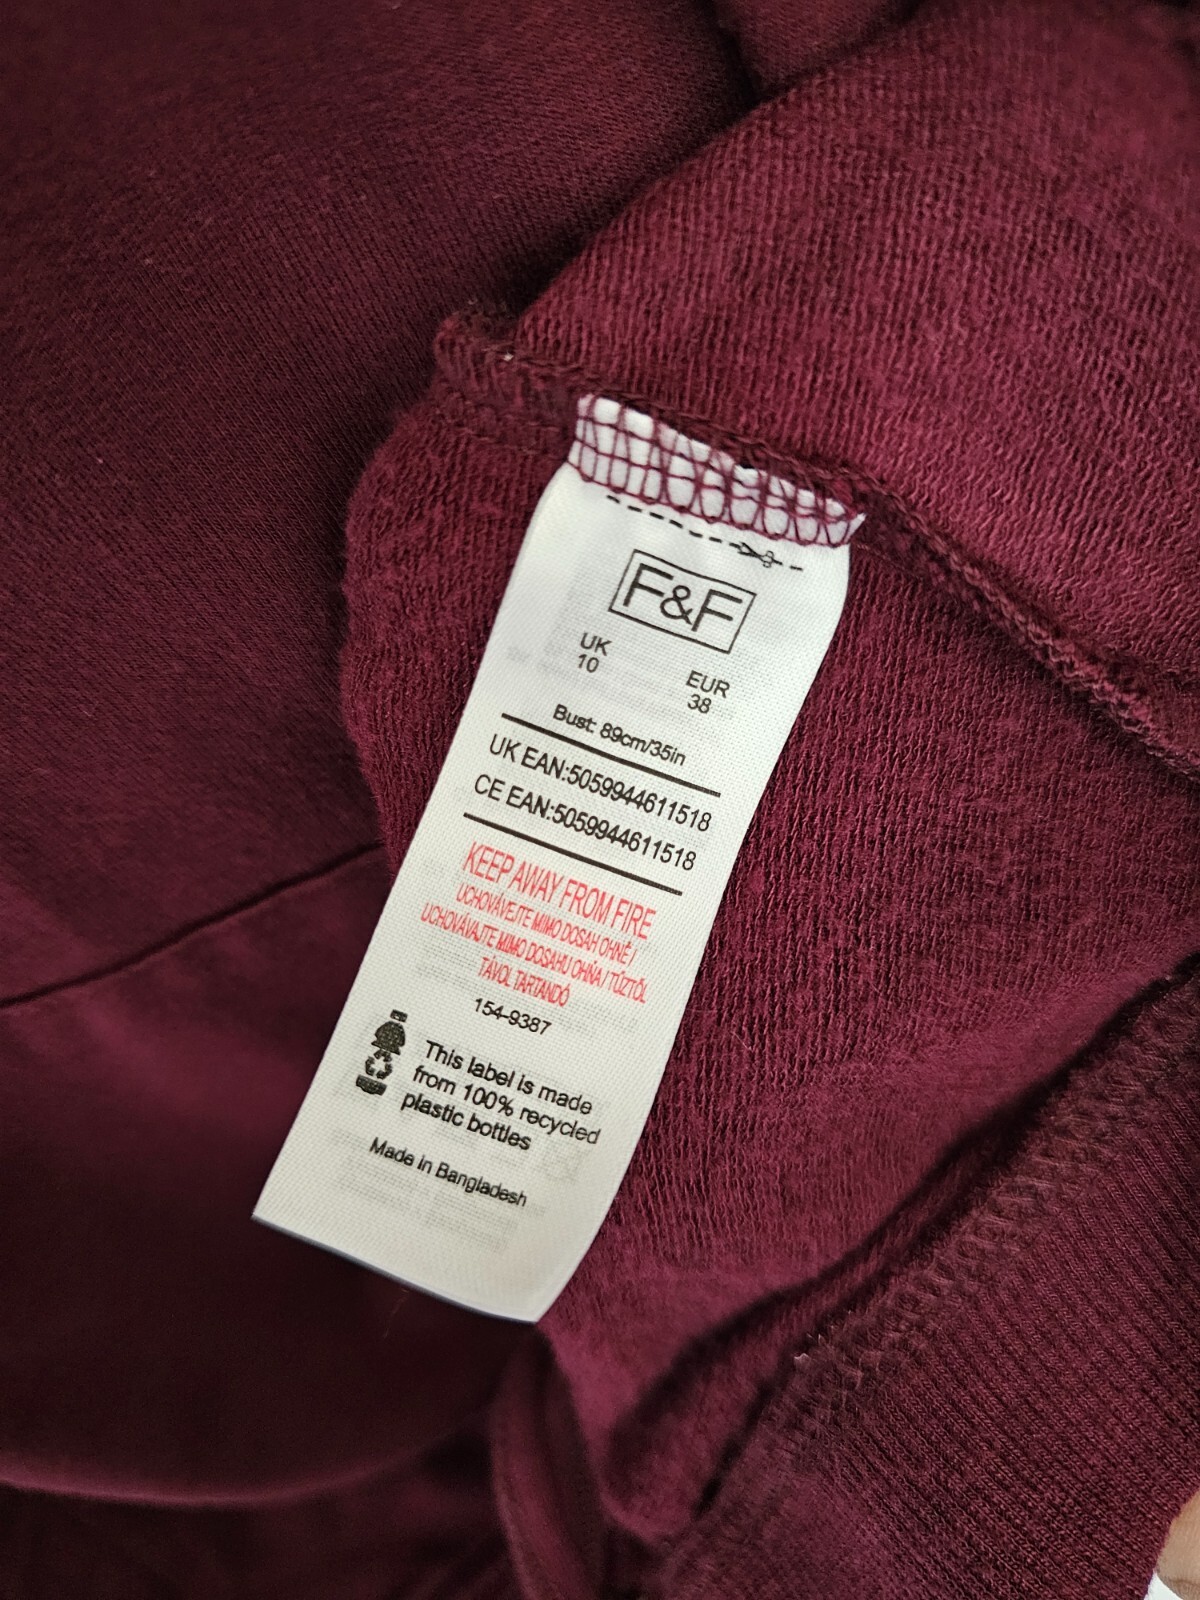 F&F
UK EUR
10 38
Bust: 89cm/35in
UK EAN:5059944611518
CE EAN:5059944611518
KEEP AWAY FROM FIRE
UCHOVÁVEJTE MIMO DOSAH OHNĚ /
UCHOVÁVAJTE MIMO DOSAHU OHŇA / TŰZTŐL
TÁVOL TARTANDÓ
154-9387
This label is made
from 100% recycled
plastic bottles
Made in Bangladesh